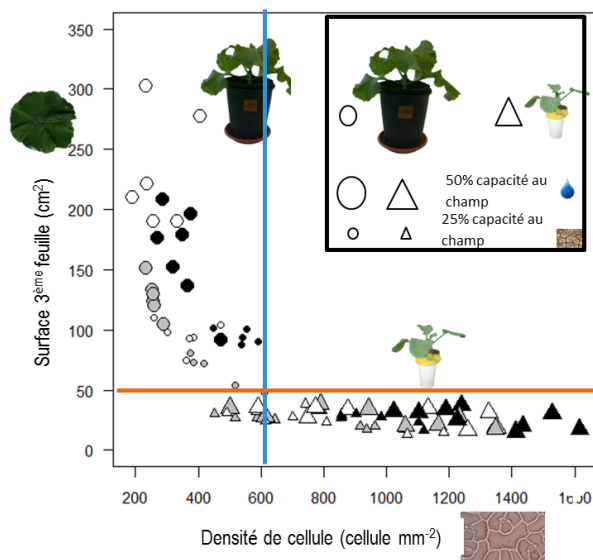 350
300
250
200
150
100
50
0
Surface 3ème feuille (cm²)
50% capacité au
champ
25% capacité au
champ
200 400 600 800 1000 1200 1400
Densité de cellule (cellule mm-2)